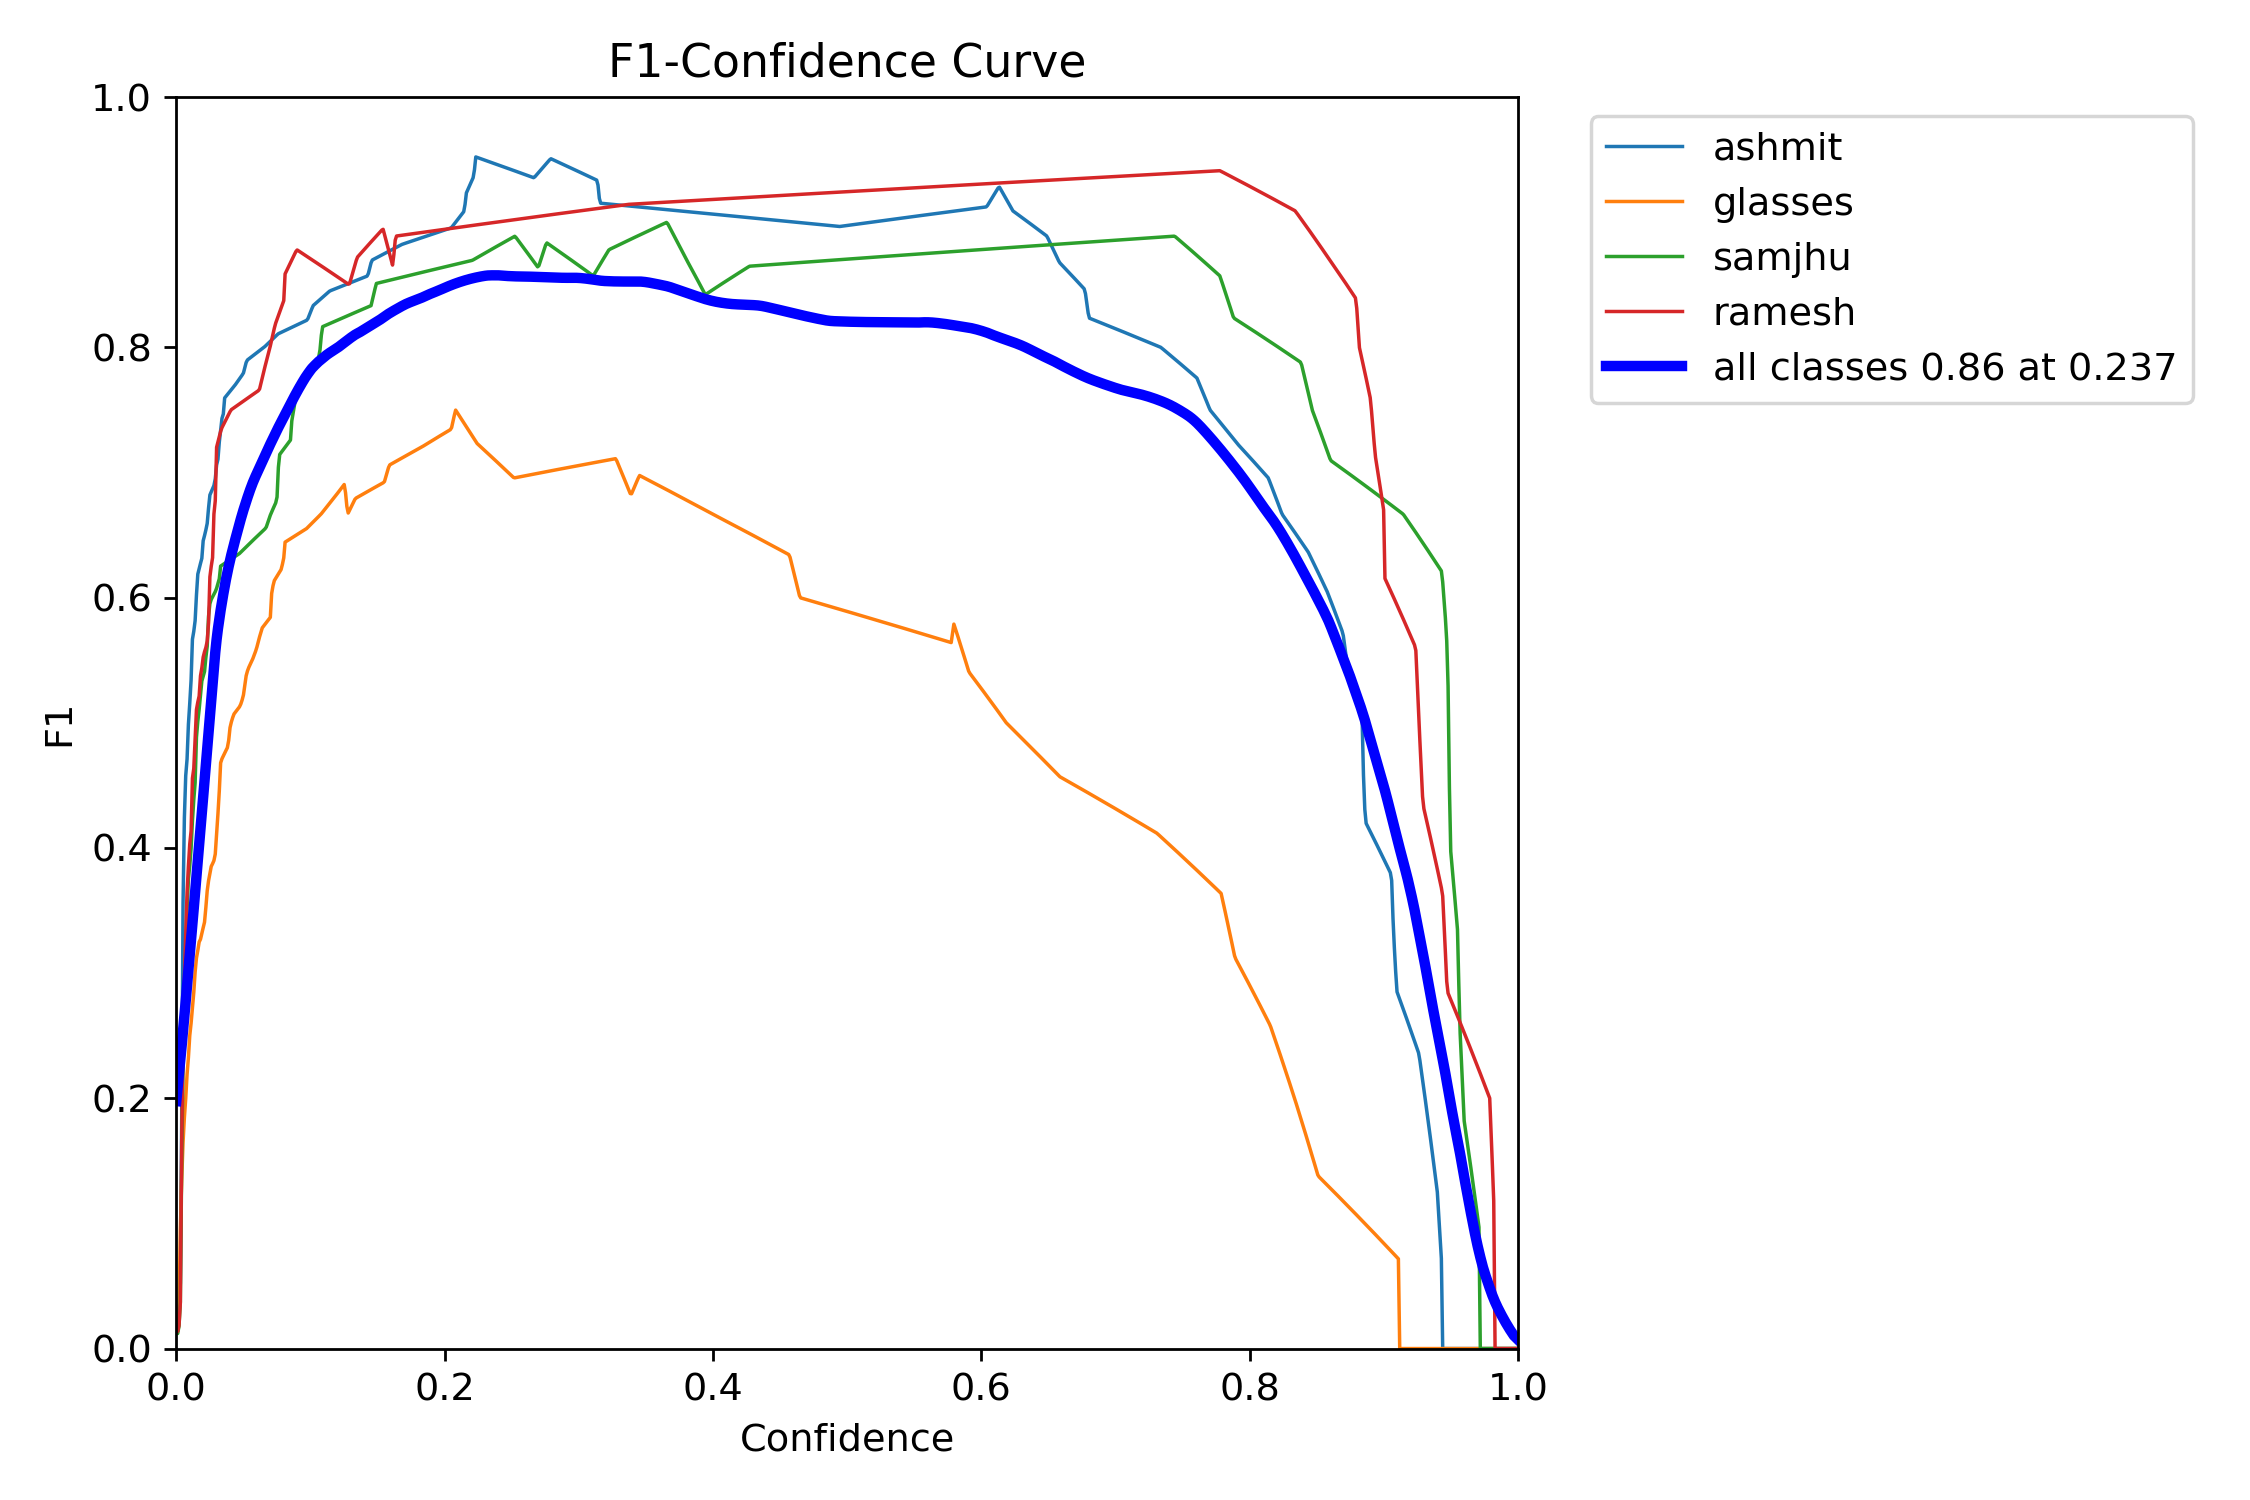 F1-Confidence Curve
1.0
0.8
0.6
0.4
0.2
0.0
F1
0.0 0.2 0.4 0.6 0.8 1.0
Confidence
ashmit
glasses
samjhu
ramesh
all classes 0.86 at 0.237